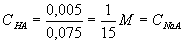 C_HA = 0,005/0,075 = 1/15 M = C_NaA